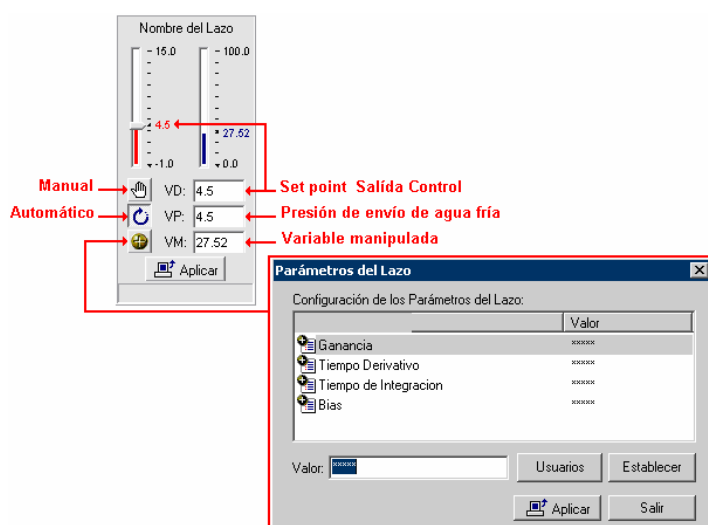 Nombre del Lazo
15.0
100.0
4.5
27.52
-1.0
0.0
Manual
VD: 4.5
Set point Salída Control
Automático
VP: 4.5
Presión de envío de agua fría
VM: 27.52
Variable manipulada
Aplicar
Parámetros del Lazo
Configuración de los Parámetros del Lazo:
Valor
Ganancia xxxxx
Tiempo Derivativo xxxxx
Tiempo de Integracion xxxxx
Bias xxxxx
Valor: xxxxx
Usuarios
Establecer
Aplicar
Salir